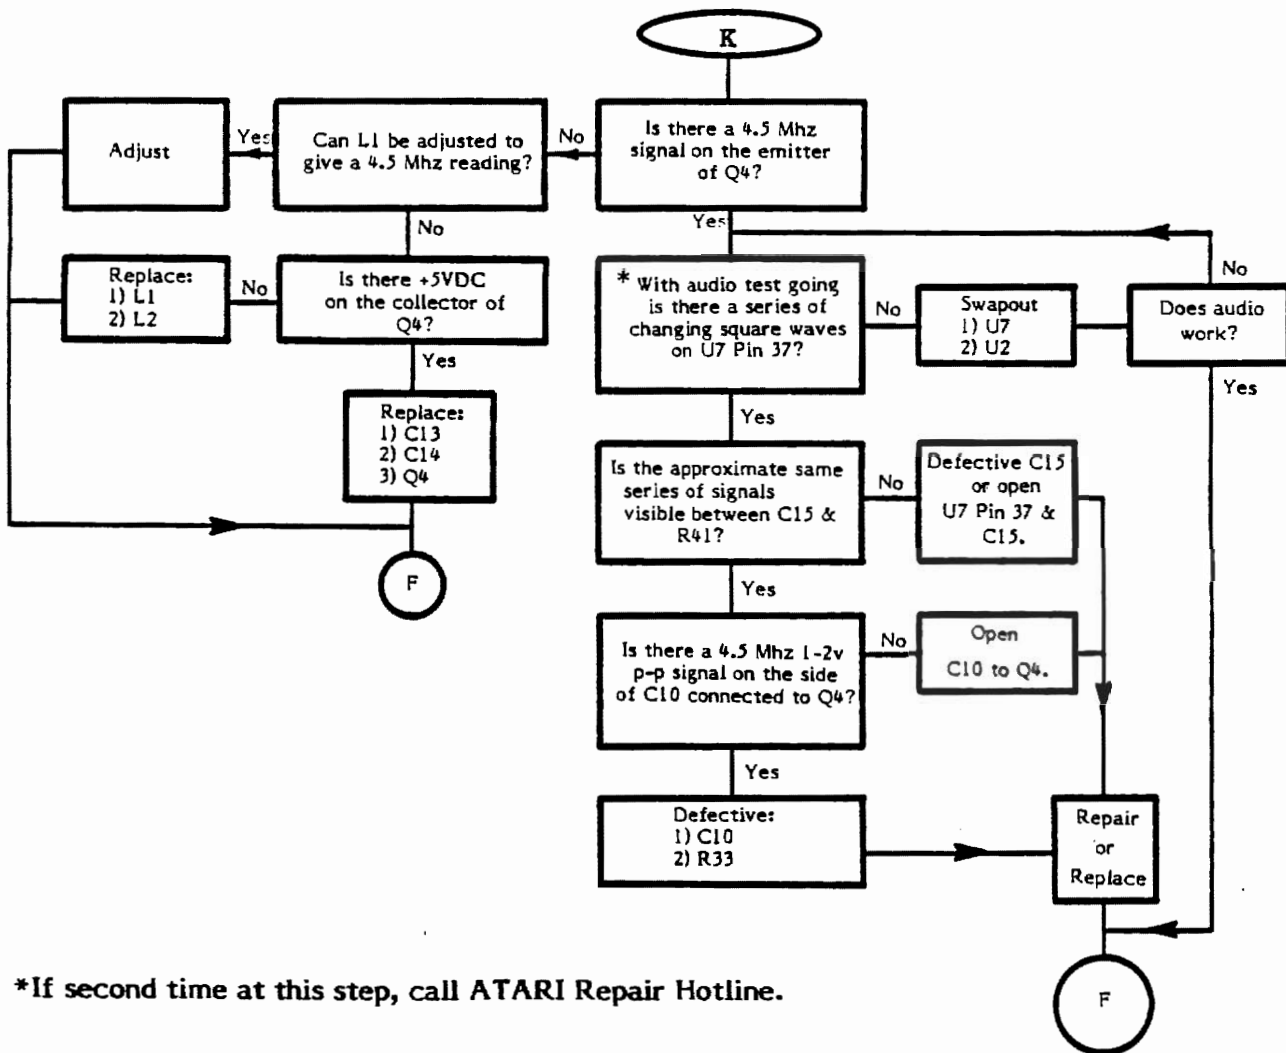 K
Is there a 4.5 Mhz
signal on the emitter
of Q4?
No
Can L1 be adjusted to
give a 4.5 Mhz reading?
Yes
Adjust
No
Is there +5VDC
on the collector of
Q4?
No
Replace:
1) L1
2) L2
Yes
Replace:
1) C13
2) C14
3) Q4
F
Yes
* With audio test going
is there a series of
changing square waves
on U7 Pin 37?
No
Swapout
1) U7
2) U2
Does audio
work?
No
Yes
Yes
Is the approximate same
series of signals
visible between C15 &
R41?
No
Defective C15
or open
U7 Pin 37 &
C15.
Yes
Is there a 4.5 Mhz 1-2v
p-p signal on the side
of C10 connected to Q4?
No
Open
C10 to Q4.
Yes
Defective:
1) C10
2) R33
Repair
or
Replace
F
*If second time at this step, call ATARI Repair Hotline.